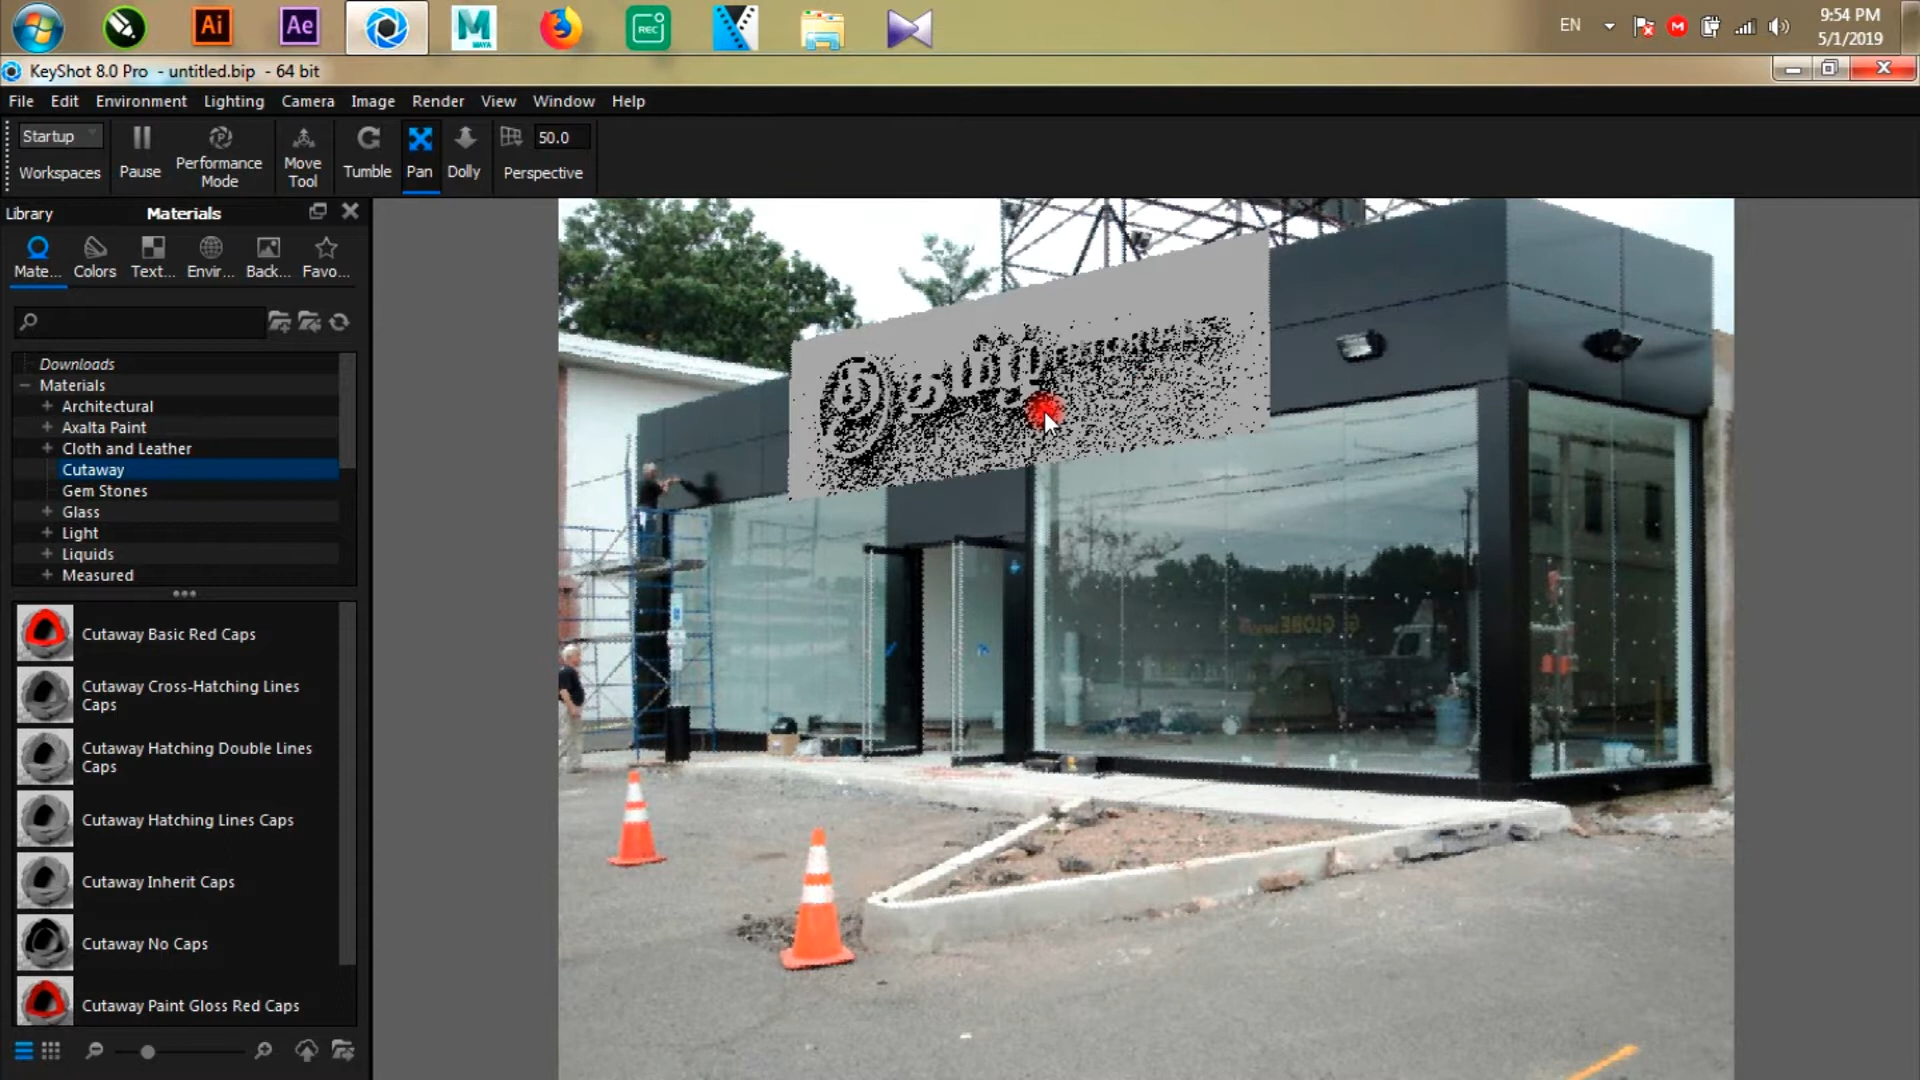 Ai
Ae
MAYA
REC
EN
9:54 PM
5/1/2019
KeyShot 8.0 Pro - untitled.bip - 64 bit
File Edit Environment Lighting Camera Image Render View Window Help
Startup
Workspaces
Pause
Performance Mode
Move Tool
Tumble
Pan
Dolly
50.0
Perspective
Library
Materials
Mate...
Colors
Text...
Envir...
Back...
Favo...
Downloads
Materials
Architectural
Axalta Paint
Cloth and Leather
Cutaway
Gem Stones
Glass
Light
Liquids
Measured
Cutaway Basic Red Caps
Cutaway Cross-Hatching Lines
Caps
Cutaway Hatching Double Lines
Caps
Cutaway Hatching Lines Caps
Cutaway Inherit Caps
Cutaway No Caps
Cutaway Paint Gloss Red Caps